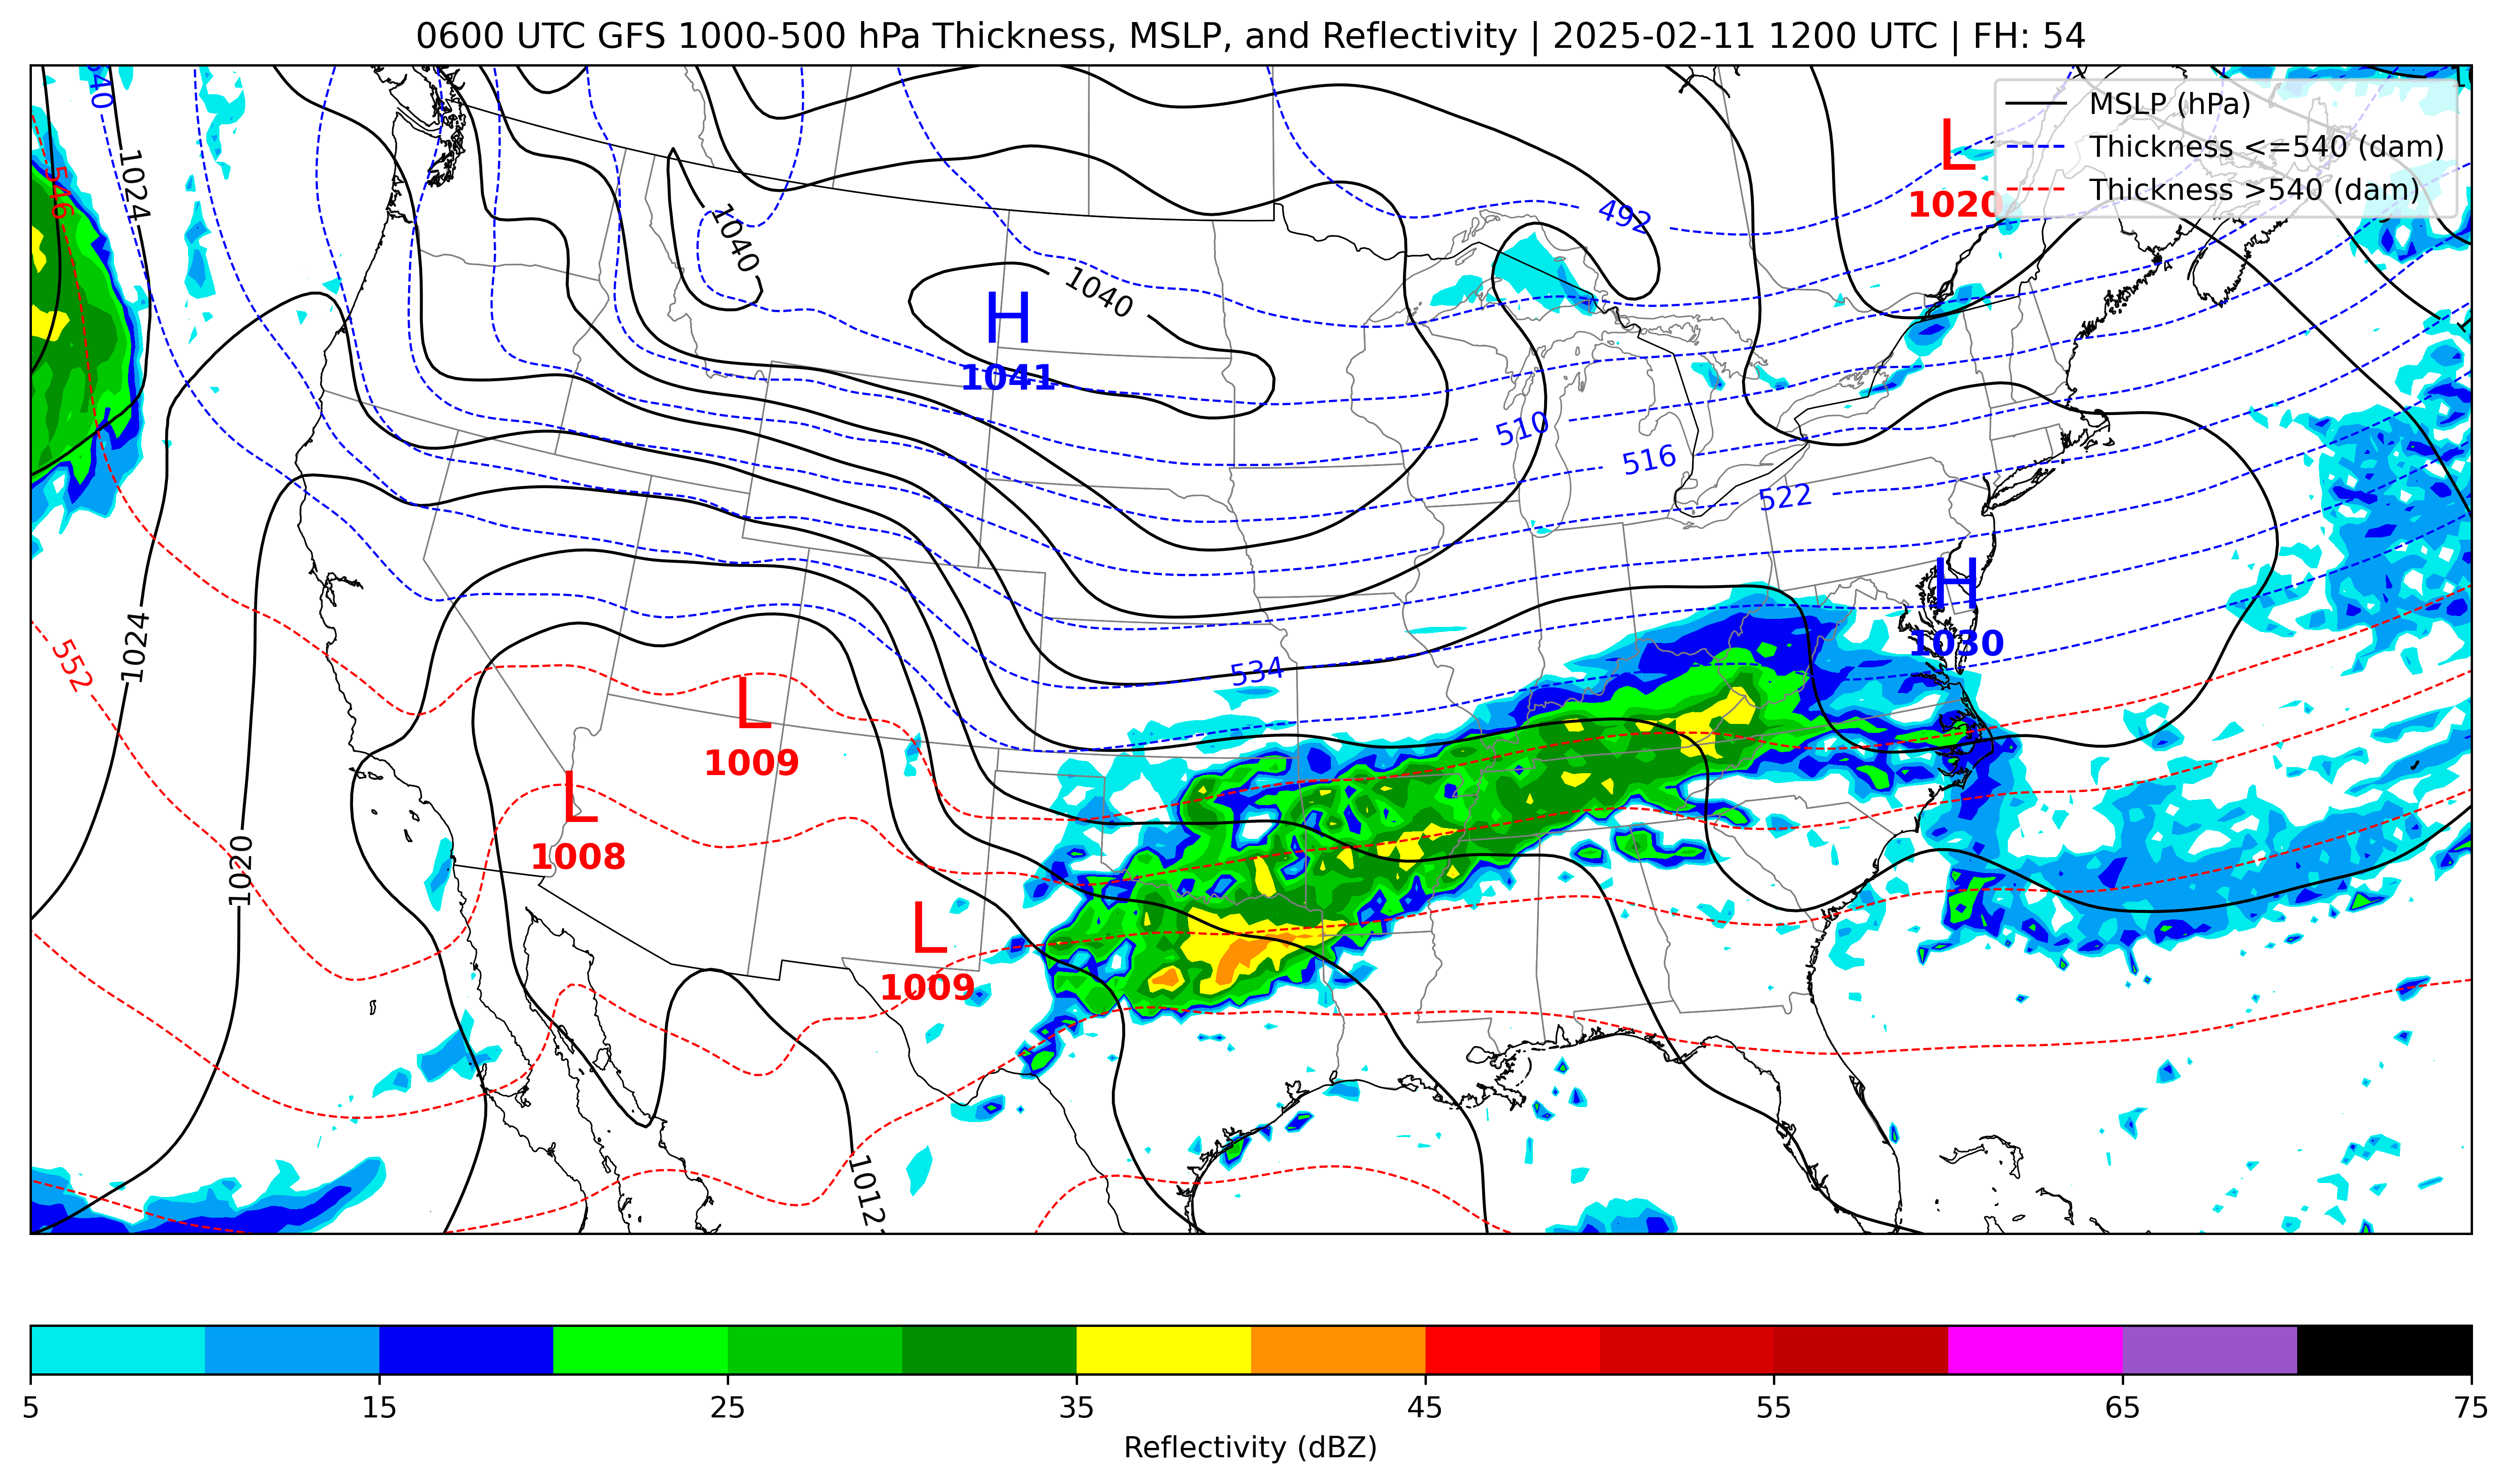 0600 UTC GFS 1000-500 hPa Thickness, MSLP, and Reflectivity | 2025-02-11 1200 UTC | FH: 54
MSLP (hPa)
Thickness <=540 (dam)
Thickness >540 (dam)
540
546
1024
1040
1040
492
L
1020
H
1041
510
516
522
H
1030
534
552
1024
L
1009
L
1008
1020
L
1009
1012
5
15
25
35
45
55
65
75
Reflectivity (dBZ)